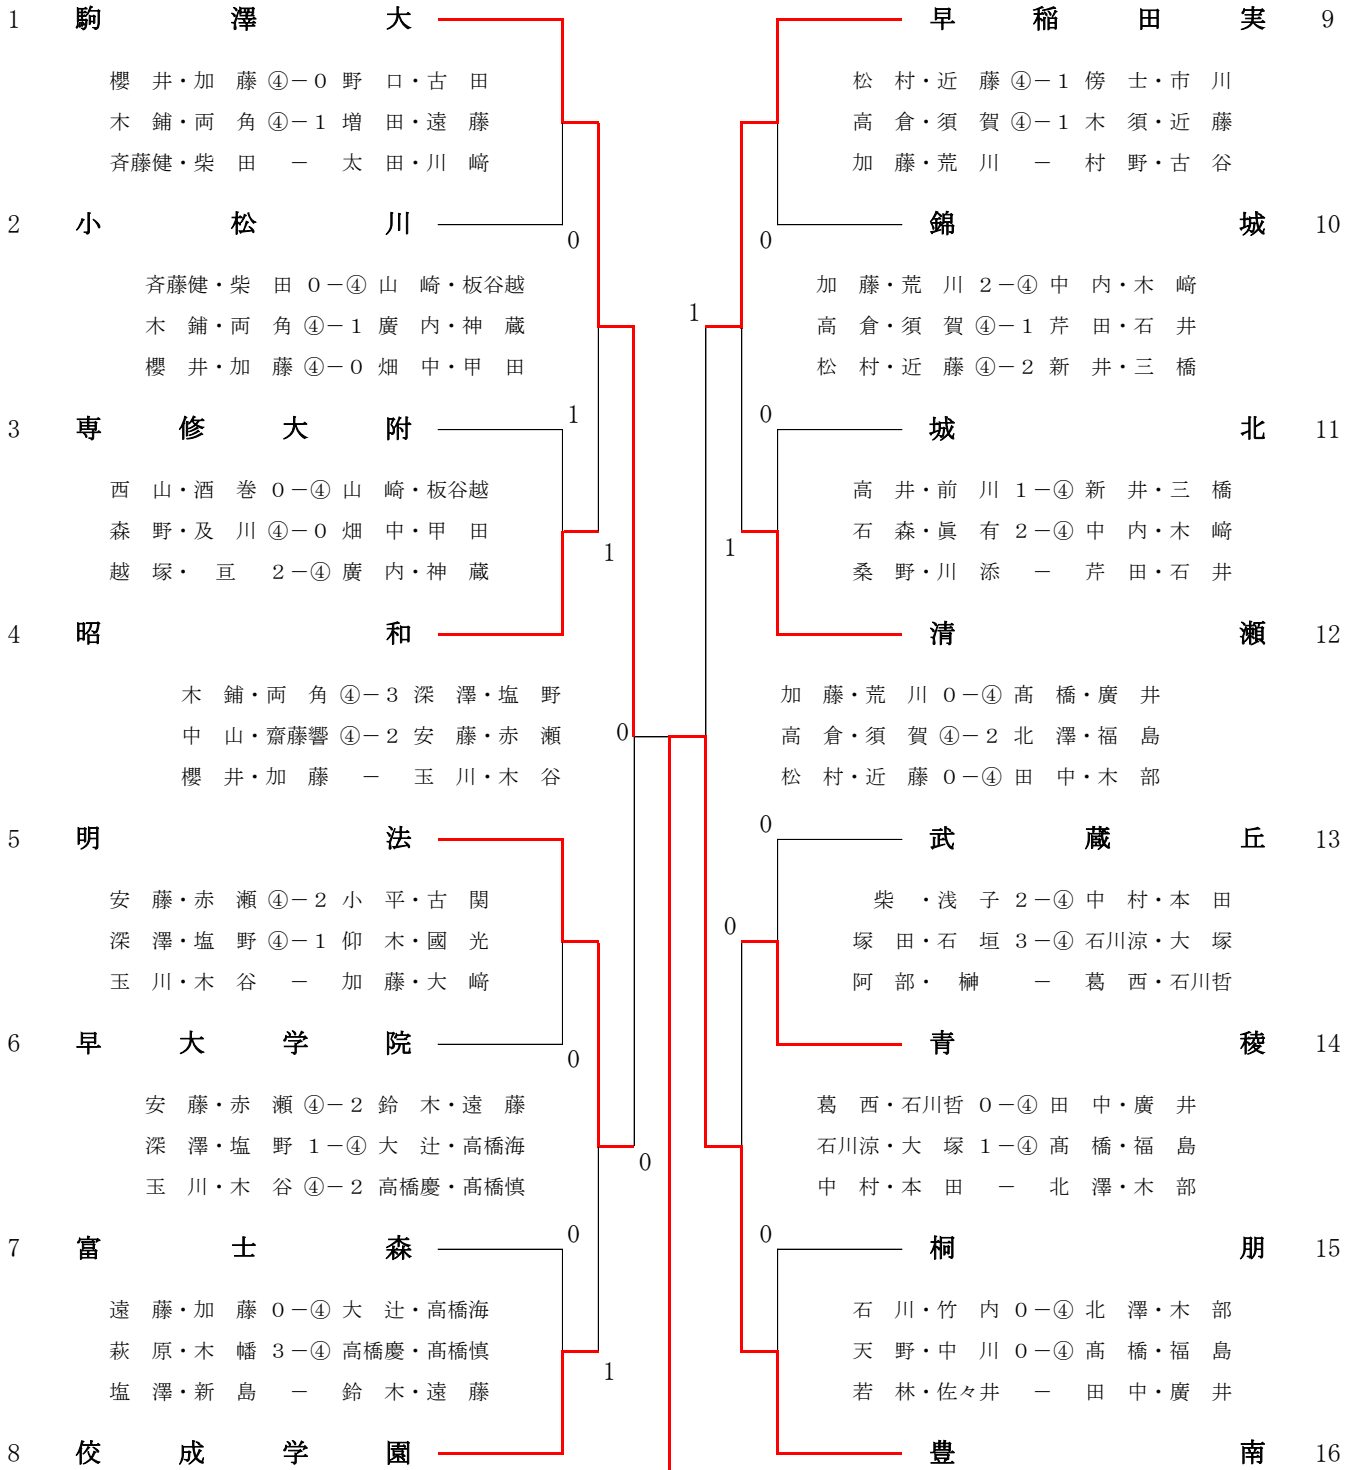 1 駒澤大
櫻井・加藤 ④－0 野口・古田
木鋪・両角 ④－1 増田・遠藤
斉藤健・柴田 － 太田・川﨑
2 小松川
0
斉藤健・柴田 0－④ 山崎・板谷越
木鋪・両角 ④－1 廣内・神蔵
櫻井・加藤 ④－0 畑中・甲田
1
3 専修大附
西山・酒巻 0－④ 山崎・板谷越
森野・及川 ④－0 畑中・甲田
越塚・亘 2－④ 廣内・神蔵
1
4 昭和
木鋪・両角 ④－3 深澤・塩野
中山・齋藤響 ④－2 安藤・赤瀬
櫻井・加藤 － 玉川・木谷
0
5 明法
安藤・赤瀬 ④－2 小平・古関
深澤・塩野 ④－1 仰木・國光
玉川・木谷 － 加藤・大﨑
6 早大学院
0
安藤・赤瀬 ④－2 鈴木・遠藤
深澤・塩野 1－④ 大辻・高橋海
玉川・木谷 ④－2 高橋慶・髙橋慎
0
0
7 富士森
遠藤・加藤 0－④ 大辻・高橋海
萩原・木幡 3－④ 高橋慶・髙橋慎
塩澤・新島 － 鈴木・遠藤
1
8 佼成学園
早稲田実 9
松村・近藤 ④－1 傍士・市川
高倉・須賀 ④－1 木須・近藤
加藤・荒川 － 村野・古谷
錦城 10
0
加藤・荒川 2－④ 中内・木﨑
高倉・須賀 ④－1 芹田・石井
松村・近藤 ④－2 新井・三橋
1
0
城北 11
高井・前川 1－④ 新井・三橋
石森・眞有 2－④ 中内・木﨑
桑野・川添 － 芹田・石井
1
清瀬 12
加藤・荒川 0－④ 髙橋・廣井
高倉・須賀 ④－2 北澤・福島
松村・近藤 0－④ 田中・木部
0
武蔵丘 13
柴・浅子 2－④ 中村・本田
塚田・石垣 3－④ 石川涼・大塚
阿部・榊 － 葛西・石川哲
0
青稜 14
葛西・石川哲 0－④ 田中・廣井
石川涼・大塚 1－④ 髙橋・福島
中村・本田 － 北澤・木部
0
桐朋 15
石川・竹内 0－④ 北澤・木部
天野・中川 0－④ 髙橋・福島
若林・佐々井 － 田中・廣井
豊南 16